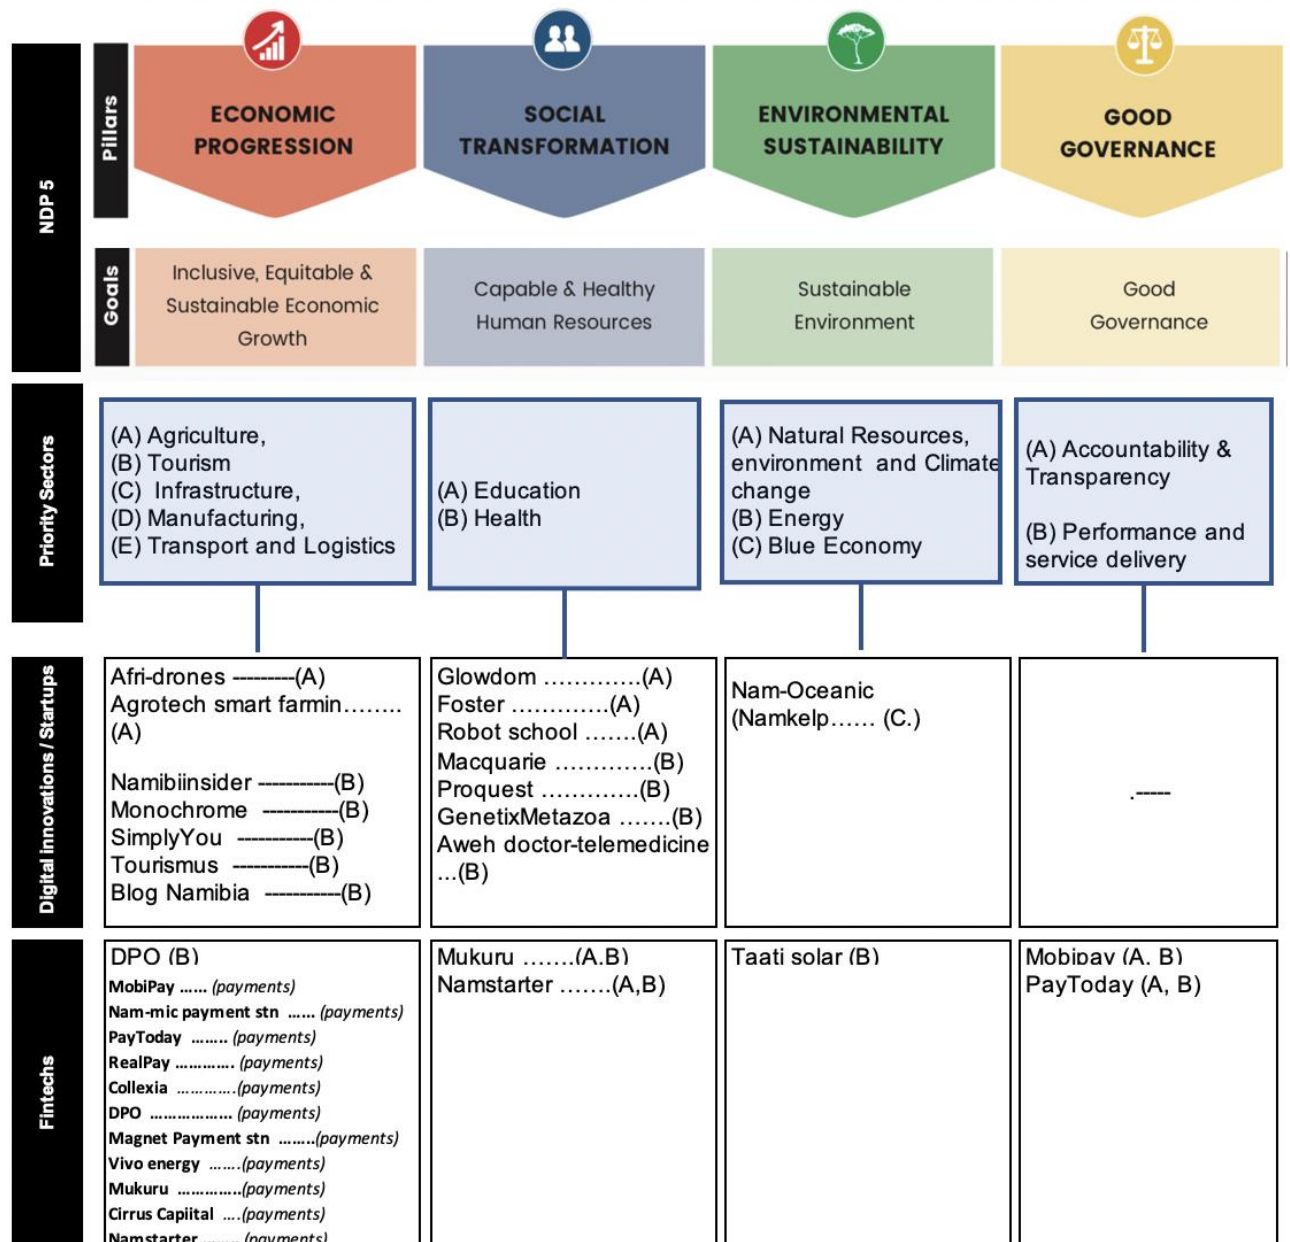 NDP 5
Pillars
ECONOMIC
PROGRESSION
SOCIAL
TRANSFORMATION
ENVIRONMENTAL
SUSTAINABILITY
GOOD
GOVERNANCE
Goals
Inclusive, Equitable &
Sustainable Economic
Growth
Capable & Healthy
Human Resources
Sustainable
Environment
Good
Governance
Priority Sectors
(A) Agriculture,
(B) Tourism
(C) Infrastructure,
(D) Manufacturing,
(E) Transport and Logistics
(A) Education
(B) Health
(A) Natural Resources,
environment and Climate
change
(B) Energy
(C) Blue Economy
(A) Accountability &
Transparency
(B) Performance and
service delivery
Digital innovations / Startups
Afri-drones ---------(A)
Agrotech smart farmin........
(A)
Namibiinsider -----------(B)
Monochrome -----------(B)
SimplyYou -----------(B)
Tourismus -----------(B)
Blog Namibia -----------(B)
Glowdom .............(A)
Foster .............(A)
Robot school .......(A)
Macquarie .............(B)
Proquest .............(B)
GenetixMetazoa .......(B)
Aweh doctor-telemedicine
...(B)
Nam-Oceanic
(Namkelp...... (C.)
.-----
Fintechs
DPO (B)
MobiPay ...... (payments)
Nam-mic payment stn ...... (payments)
PayToday ........ (payments)
RealPay ............. (payments)
Collexia .............(payments)
DPO .................. (payments)
Magnet Payment stn ........(payments)
Vivo energy .......(payments)
Mukuru ..............(payments)
Cirrus Capiital ....(payments)
Namstarter ........ (payments)
Mukuru .......(A,B)
Namstarter .......(A,B)
Taati solar (B)
Mobipay (A, B)
PayToday (A, B)